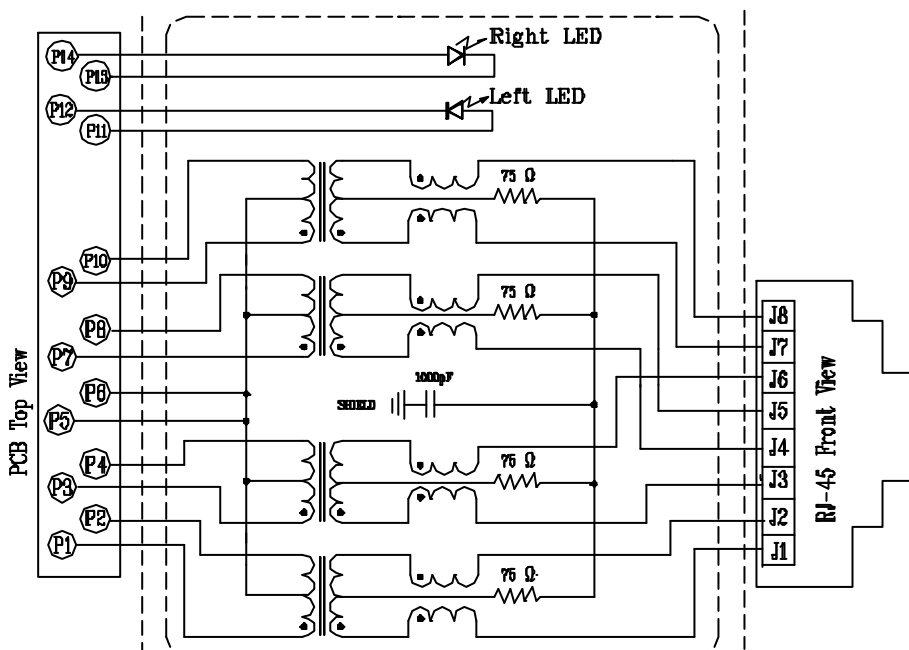 P14
Right LED
P13
P12
Left LED
P11
75 Ω
P10
P9
75 Ω
P8
J8
P7
J7
P6
1000pF
J6
SHIELD
P5
J5
PCB Top View
RJ-45 Front View
P4
75 Ω
J4
P3
J3
P2
J2
P1
75 Ω
J1